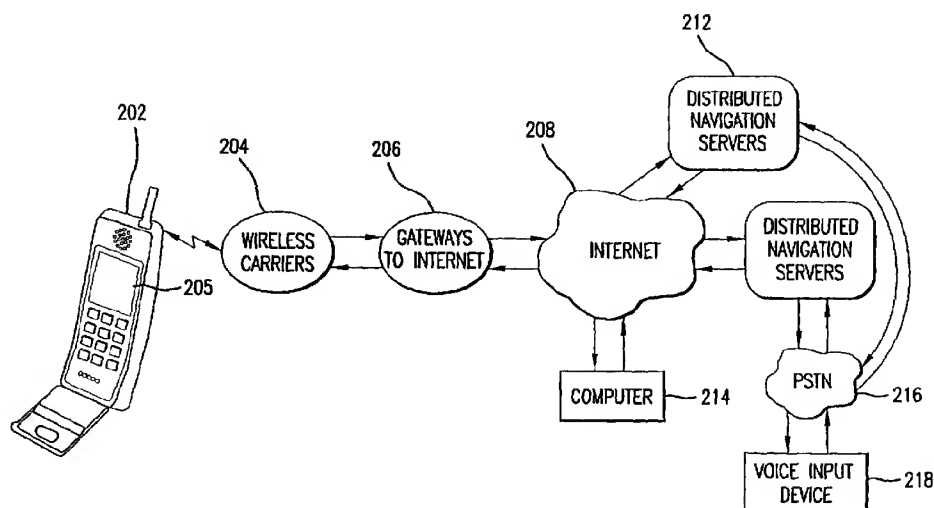 212
DISTRIBUTED
NAVIGATION
SERVERS
202
204
206
208
WIRELESS
CARRIERS
GATEWAYS
TO INTERNET
INTERNET
DISTRIBUTED
NAVIGATION
SERVERS
205
COMPUTER
214
PSTN
216
VOICE INPUT
DEVICE
218